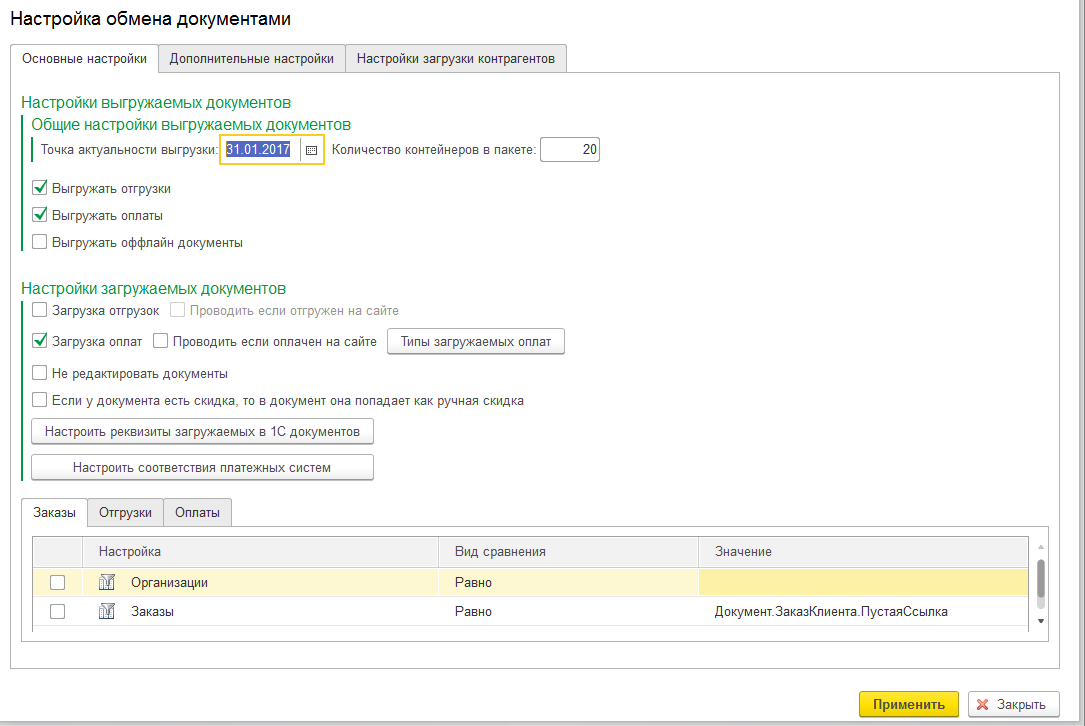 Настройка обмена документами
Основные настройки Дополнительные настройки Настройки загрузки контрагентов
Настройки выгружаемых документов
Общие настройки выгружаемых документов
Точка актуальности выгрузки: 31.01.2017 Количество контейнеров в пакете: 20
Выгружать отгрузки
Выгружать оплаты
Выгружать оффлайн документы
Настройки загружаемых документов
Загрузка отгрузок Проводить если отгружен на сайте
Загрузка оплат Проводить если оплачен на сайте Типы загружаемых оплат
Не редактировать документы
Если у документа есть скидка, то в документ она попадает как ручная скидка
Настроить реквизиты загружаемых в 1С документов
Настроить соответствия платежных систем
Заказы Отгрузки Оплаты
Настройка Вид сравнения Значение
Организации Равно
Заказы Равно Документ.ЗаказКлиента.ПустаяСсылка
Применить Закрыть